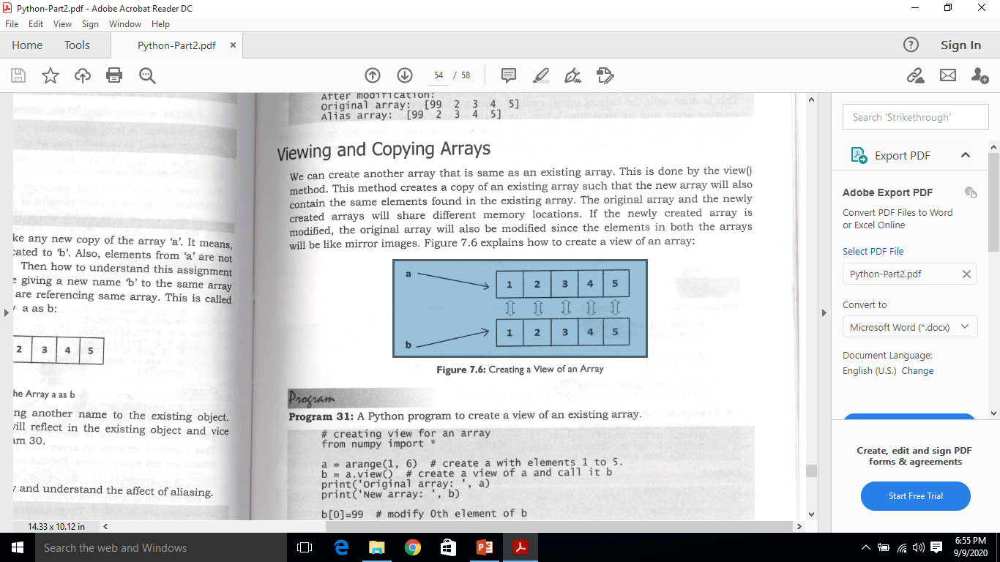 Python-Part2.pdf - Adobe Acrobat Reader DC
File Edit View Sign Window Help
Home Tools Python-Part2.pdf × Sign In
54 / 58
After modification:
Original array: [99 2 3 4 5]
Alias array: [99 2 3 4 5]
Viewing and Copying Arrays
We can create another array that is same as an existing array. This is done by the view()
method. This method creates a copy of an existing array such that the new array will also
contain the same elements found in the existing array. The original array and the newly
created arrays will share different memory locations. If the newly created array is
modified, the original array will also be modified since the elements in both the arrays
will be like mirror images. Figure 7.6 explains how to create a view of an array:
a
1 2 3 4 5
1 2 3 4 5
b
Figure 7.6: Creating a View of an Array
Program
Program 31: A Python program to create a view of an existing array.
# creating view for an array
from numpy import *
a = arange(1, 6) # create a with elements 1 to 5.
b = a.view() # create a view of a and call it b
print('Original array: ', a)
print('New array: ', b)
b[0]=99 # modify 0th element of b
ke any new copy of the array 'a'. It means,
cated to 'b'. Also, elements from 'a' are not
Then how to understand this assignment
e giving a new name 'b' to the same array
are referencing same array. This is called
a as b:
2 3 4 5
he Array a as b
ng another name to the existing object.
will reflect in the existing object and vice
am 30.
y and understand the affect of aliasing.
14.33 x 10.12 in
Search 'Strikethrough'
Export PDF
Adobe Export PDF
Convert PDF Files to Word
or Excel Online
Select PDF File
Python-Part2.pdf
Convert to
Microsoft Word (*.docx)
Document Language:
English (U.S.) Change
Create, edit and sign PDF
forms & agreements
Start Free Trial
Search the web and Windows
6:55 PM
9/9/2020